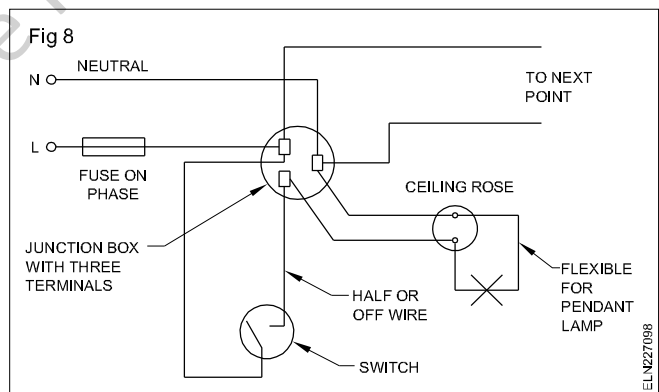 Fig 8
NEUTRAL
N
TO NEXT
POINT
L
FUSE ON
PHASE
CEILING ROSE
JUNCTION BOX
WITH THREE
TERMINALS
HALF OR
OFF WIRE
FLEXIBLE
FOR
PENDANT
LAMP
SWITCH
ELN227098